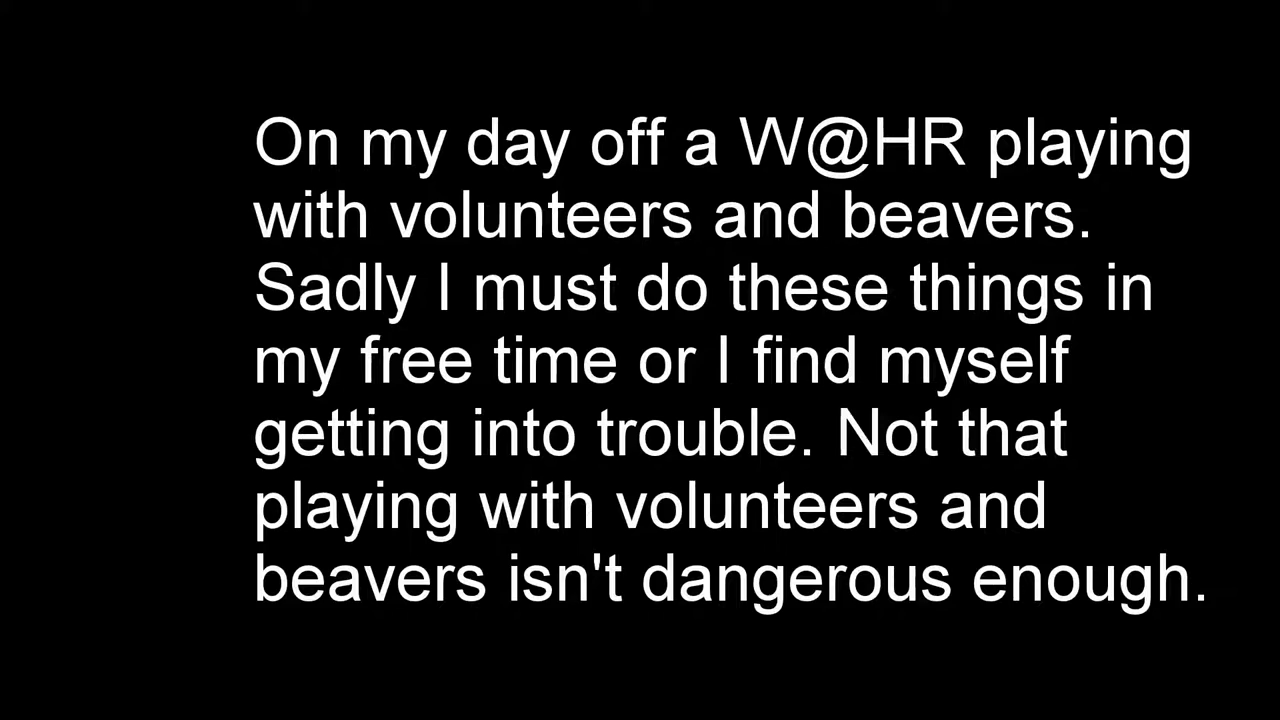 On my day off a W@HR playing
with volunteers and beavers.
Sadly I must do these things in
my free time or I find myself
getting into trouble. Not that
playing with volunteers and
beavers isn't dangerous enough.